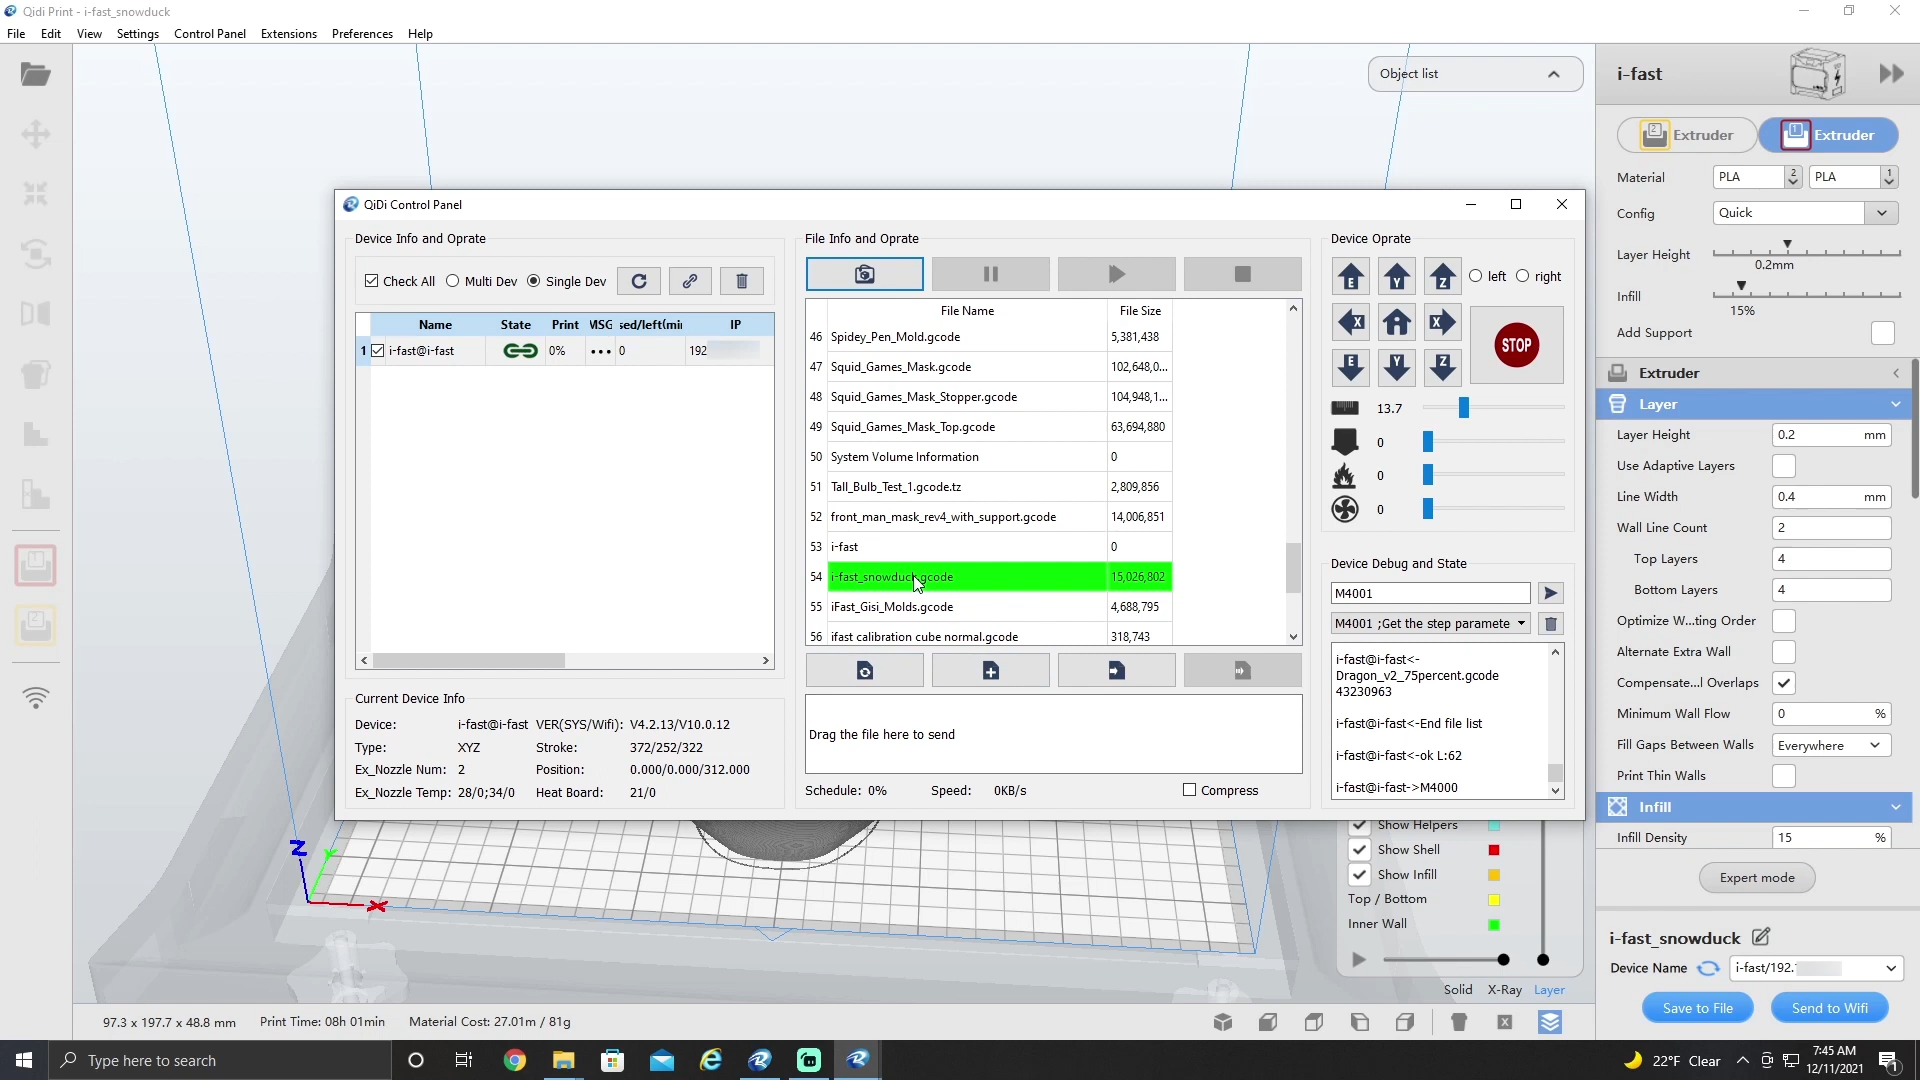 Qidi Print - i-fast_snowduck
File Edit View Settings Control Panel Extensions Preferences Help
Object list
i-fast
2 Extruder 1 Extruder
Material PLA 2 PLA 1
Config Quick
Layer Height
0.2mm
Infill
15%
Add Support
Extruder
Layer
Layer Height 0.2 mm
Use Adaptive Layers
Line Width 0.4 mm
Wall Line Count 2
Top Layers 4
Bottom Layers 4
Optimize W...ting Order
Alternate Extra Wall
Compensate...l Overlaps
Minimum Wall Flow 0 %
Fill Gaps Between Walls Everywhere
Print Thin Walls
Infill
Infill Density 15 %
Expert mode
i-fast_snowduck
Device Name i-fast/192.
Save to File Send to Wifi
QiDi Control Panel
Device Info and Oprate
Check All Multi Dev Single Dev
Name State Print MSG sed/left(min IP
1 i-fast@i-fast 0% 0 192
Current Device Info
Device: i-fast@i-fast VER(SYS/Wifi): V4.2.13/V10.0.12
Type: XYZ Stroke: 372/252/322
Ex_Nozzle Num: 2 Position: 0.000/0.000/312.000
Ex_Nozzle Temp: 28/0;34/0 Heat Board: 21/0
File Info and Oprate
File Name File Size
46 Spidey_Pen_Mold.gcode 5,381,438
47 Squid_Games_Mask.gcode 102,648,0...
48 Squid_Games_Mask_Stopper.gcode 104,948,1...
49 Squid_Games_Mask_Top.gcode 63,694,880
50 System Volume Information 0
51 Tall_Bulb_Test_1.gcode.tz 2,809,856
52 front_man_mask_rev4_with_support.gcode 14,006,851
53 i-fast 0
54 i-fast_snowduck.gcode 15,026,802
55 iFast_Gisi_Molds.gcode 4,688,795
56 ifast calibration cube normal.gcode 318,743
Drag the file here to send
Schedule: 0% Speed: 0KB/s Compress
Device Oprate
E Y Z left right
X X
STOP
E Y Z
13.7
0
0
0
Device Debug and State
M4001
M4001 ;Get the step paramete
i-fast@i-fast<-
Dragon_v2_75percent.gcode
43230963
i-fast@i-fast<-End file list
i-fast@i-fast<-ok L:62
i-fast@i-fast->M4000
Show Helpers
Show Shell
Show Infill
Top / Bottom
Inner Wall
Solid X-Ray Layer
Z Y X
1
2
97.3 x 197.7 x 48.8 mm Print Time: 08h 01min Material Cost: 27.01m / 81g
Type here to search
22°F Clear
7:45 AM
12/11/2021
1